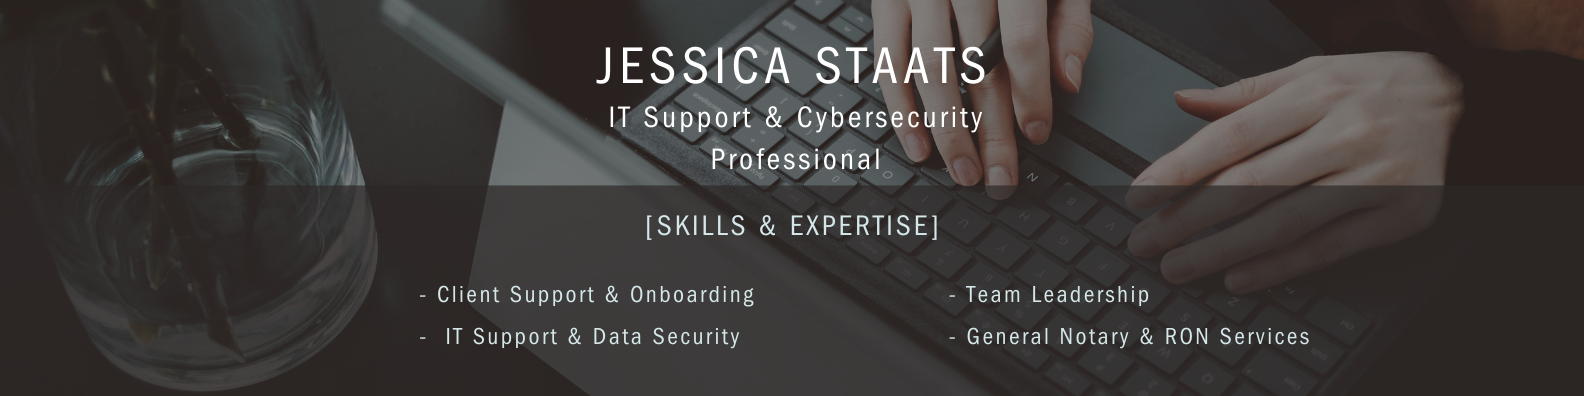 JESSICA STAATS
IT Support & Cybersecurity
Professional
[SKILLS & EXPERTISE]
- Client Support & Onboarding
- IT Support & Data Security
- Team Leadership
- General Notary & RON Services